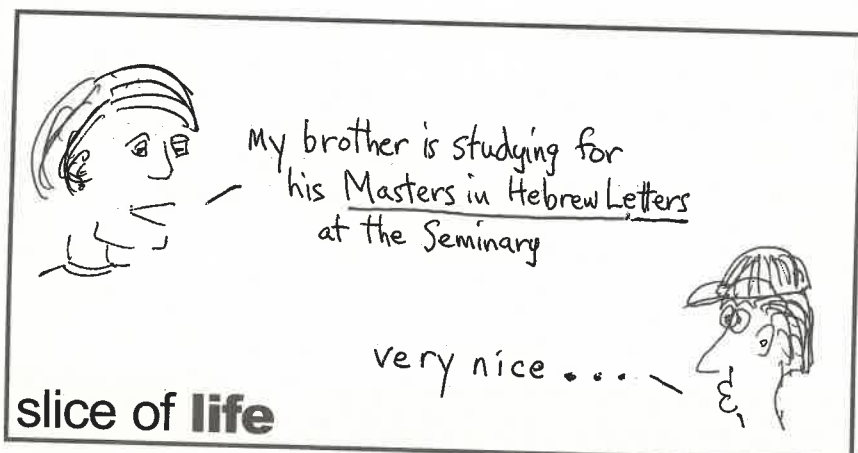 My brother is studying for
his Masters in Hebrew Letters
at the Seminary
very nice....
slice of life